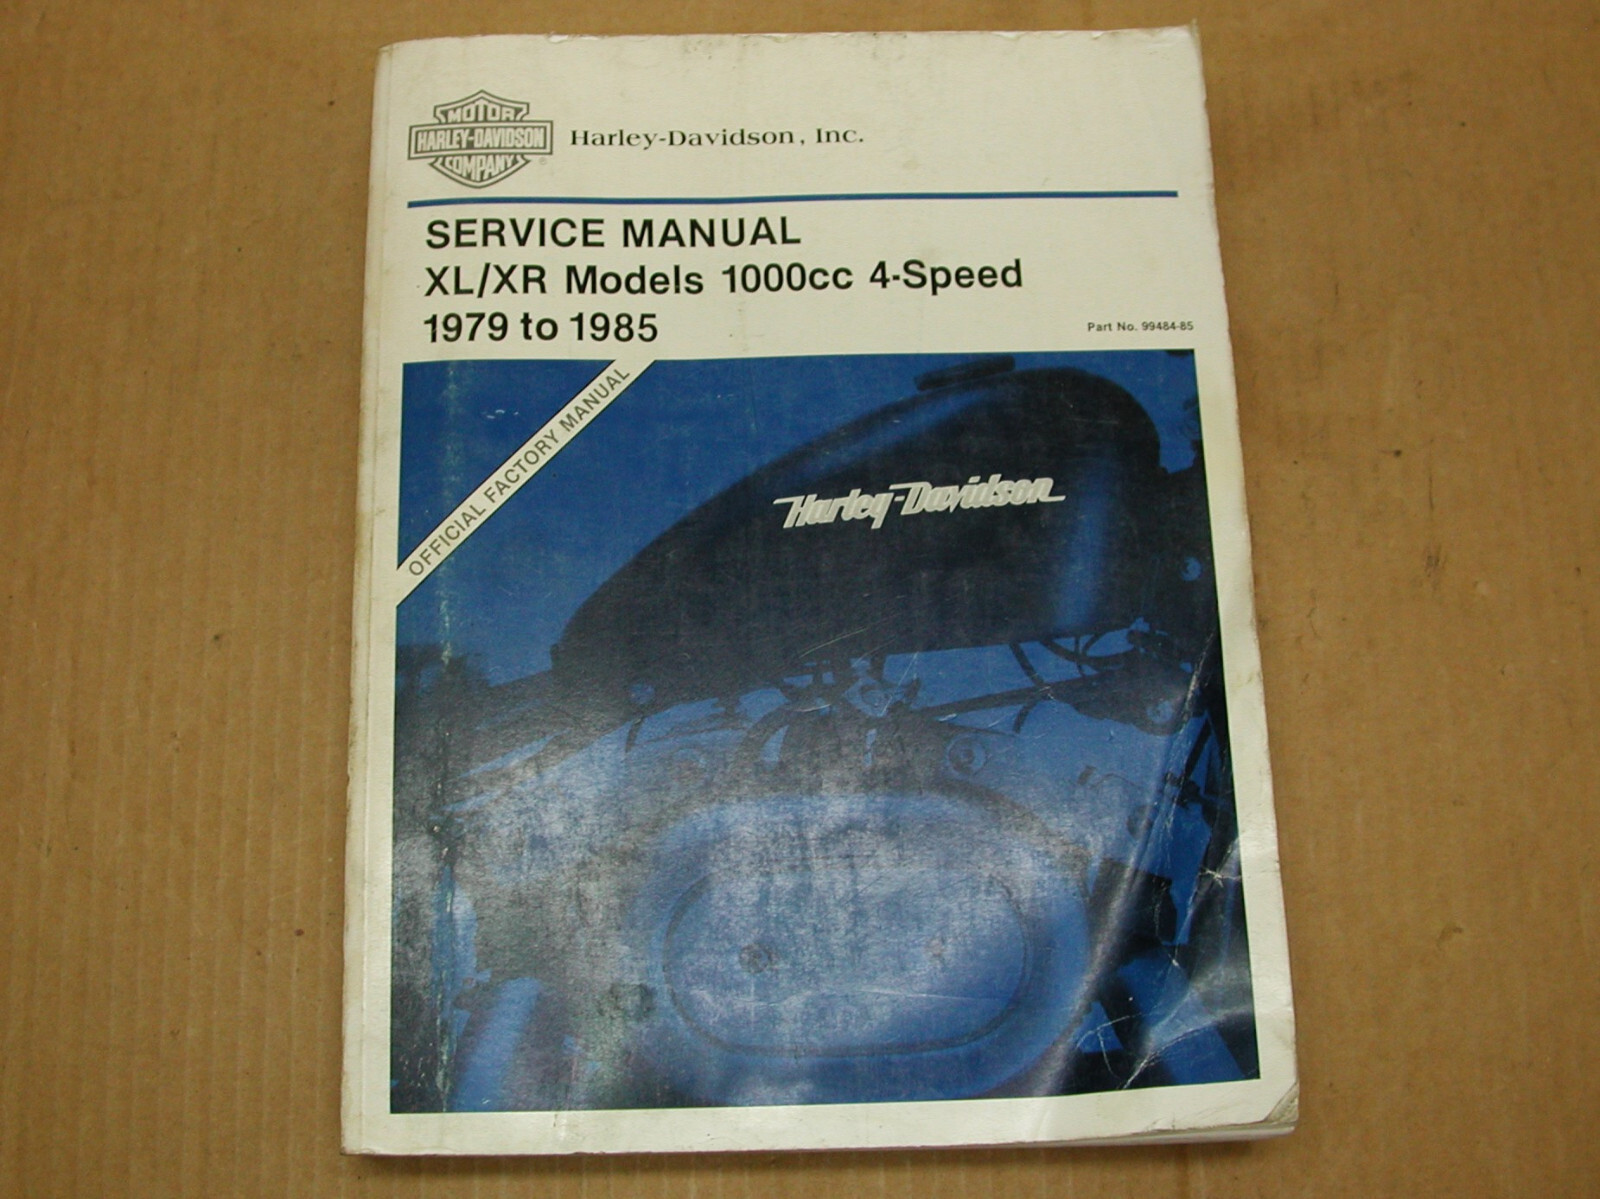 MOTOR
HARLEY-DAVIDSON
COMPANY
®
Harley-Davidson, Inc.
SERVICE MANUAL
XL/XR Models 1000cc 4-Speed
1979 to 1985
Part No. 99484-85
OFFICIAL FACTORY MANUAL
Harley-Davidson